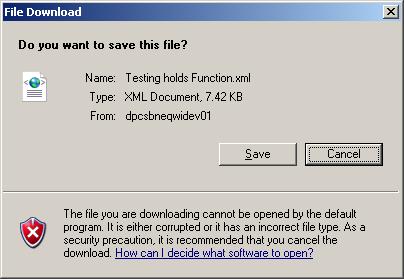 File Download
Do you want to save this file?
Name: Testing holds Function.xml
Type: XML Document, 7.42 KB
From: dpcsbneqwidev01
Save Cancel
The file you are downloading cannot be opened by the default
program. It is either corrupted or it has an incorrect file type. As a
security precaution, it is recommended that you cancel the
download. How can I decide what software to open?